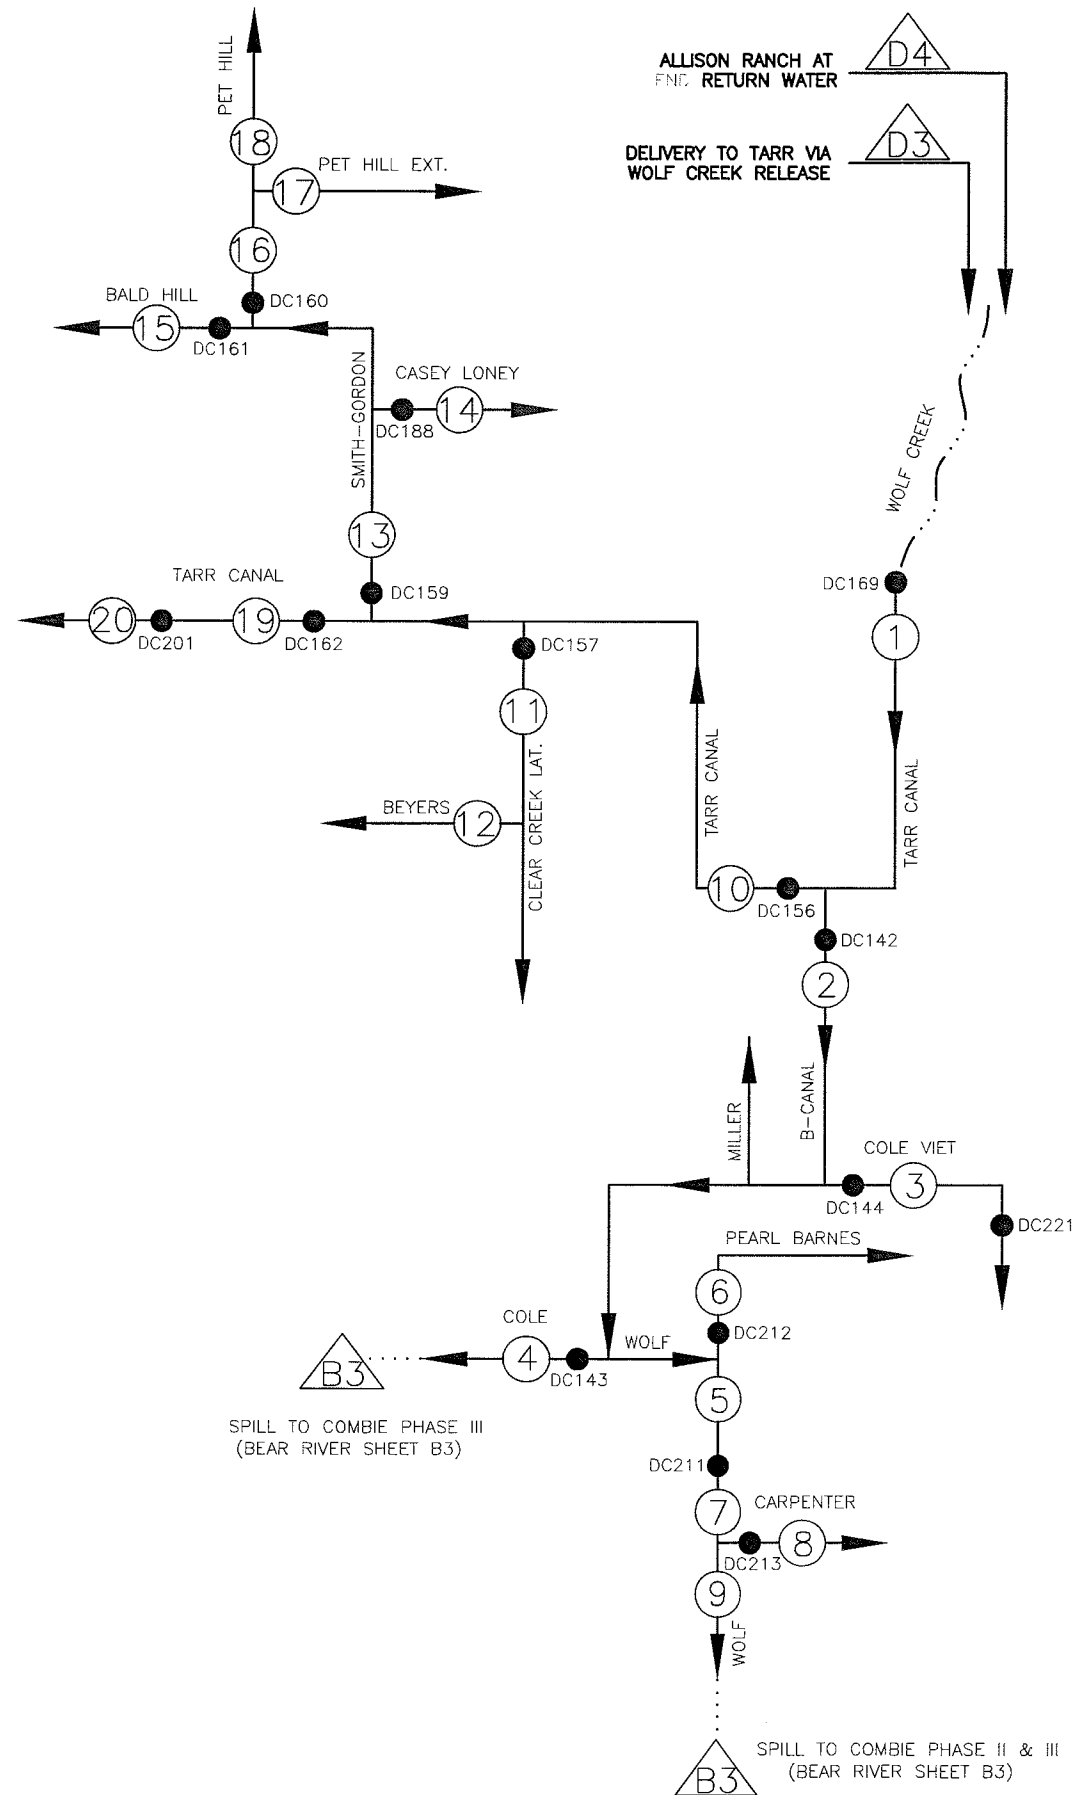 D4
ALLISON RANCH AT
END RETURN WATER
D3
DELIVERY TO TARR VIA
WOLF CREEK RELEASE
PET HILL
18
PET HILL EXT.
17
16
DC160
BALD HILL
15
DC161
SMITH-GORDON
CASEY LONEY
14
DC188
13
DC159
TARR CANAL
20
DC201
19
DC162
WOLF CREEK
DC169
1
TARR CANAL
DC157
11
CLEAR CREEK LAT.
BEYERS
12
TARR CANAL
10
DC156
DC142
2
B-CANAL
MILLER
COLE VIET
3
DC144
DC221
PEARL BARNES
6
DC212
WOLF
COLE
4
DC143
B3
SPILL TO COMBIE PHASE III
(BEAR RIVER SHEET B3)
5
DC211
7
CARPENTER
8
DC213
9
WOLF
B3
SPILL TO COMBIE PHASE II & III
(BEAR RIVER SHEET B3)